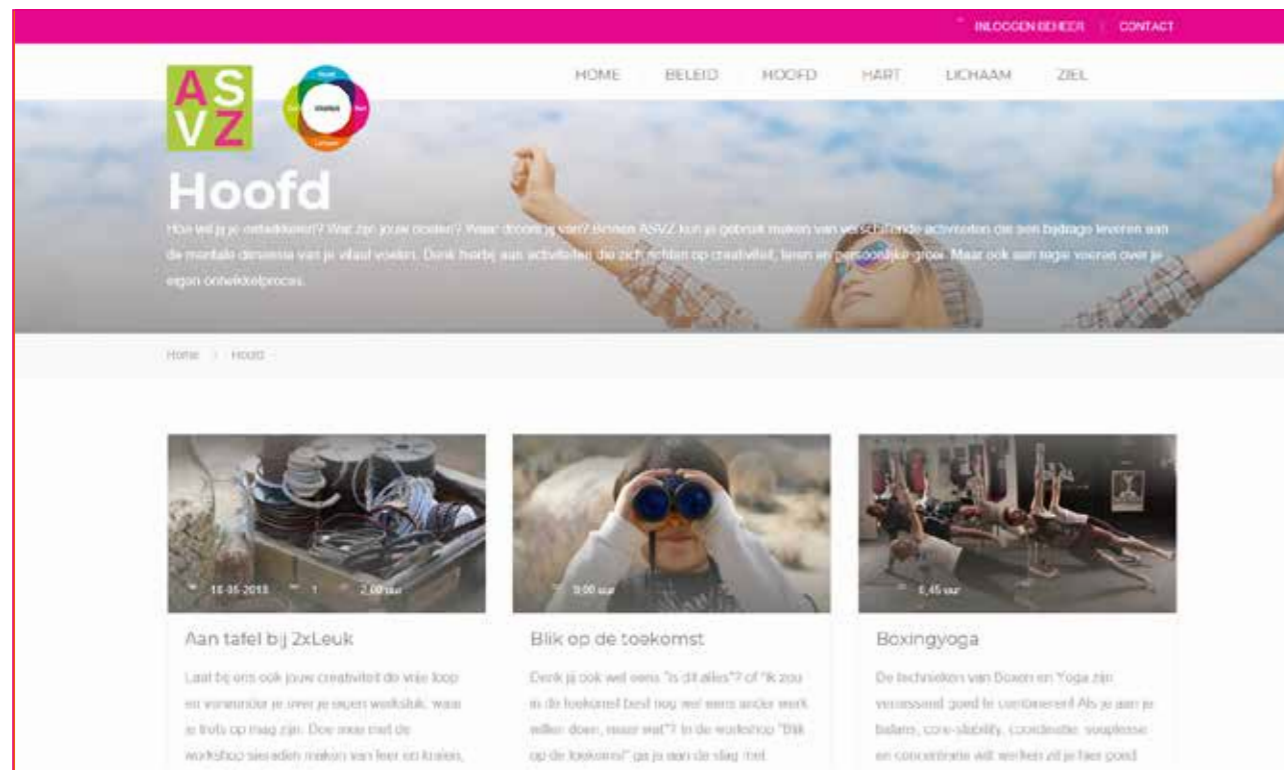 INLOGGEN BEHEER | CONTACT
HOME BELEID HOOFD HART LICHAAM ZIEL
AS
VZ
Hoofd
Hoe wil jij je ontwikkelen? Wat zijn jouw doelen? Waar droom jij van? Binnen ASVZ kun je gebruik maken van verschillende activiteiten die een bijdrage leveren aan
de mentale dimensie van je vitaal voelen. Denk hierbij aan activiteiten die zich richten op creativiteit, leren en persoonlijke groei. Maar ook aan regie voeren over je
eigen ontwikkelproces.
Home Hoofd
2,00 uur
1
0,45 uur
Aan tafel bij 2xLeuk
Blik op de toekomst
Boxingyoga
Laat bij ons ook jouw creativiteit de vrije loop
en verwonder je over je eigen werkstuk, waar
je trots op mag zijn. Doe mee met de
workshop sieraden maken van leer en kralen,
Denk jij ook wel eens "is dit alles"? of "ik zou
in de toekomst best nog wel eens ander werk
willen doen, maar wat"? In de workshop "Blik
op de toekomst" ga je aan de slag met
De technieken van Boxen en Yoga zijn
verrassend goed te combineren! Als je aan je
balans, core-stability, coordinatie, souplesse
en concentratie wilt werken zit je hier goed